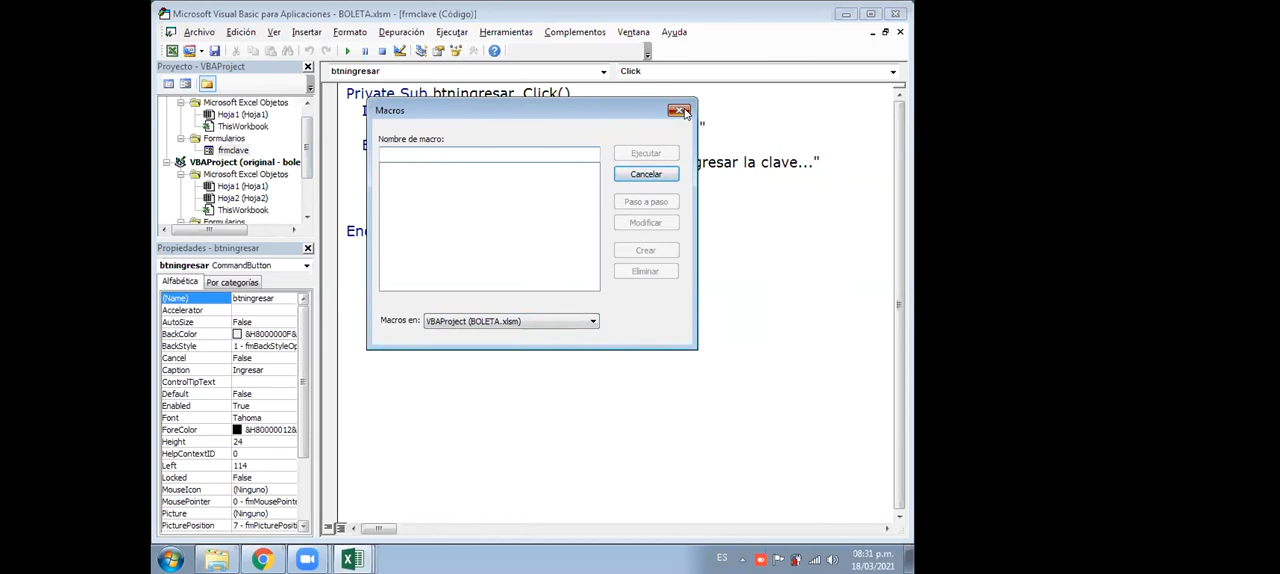 Microsoft Visual Basic para Aplicaciones - BOLETA.xlsm - [frmclave (Código)]
Archivo Edición Ver Insertar Formato Depuración Ejecutar Herramientas Complementos Ventana Ayuda
Proyecto - VBAProject
Microsoft Excel Objetos
Hoja1 (Hoja1)
ThisWorkbook
Formularios
frmclave
VBAProject (original - bole
Microsoft Excel Objetos
Hoja1 (Hoja1)
Hoja2 (Hoja2)
ThisWorkbook
Formularios
Propiedades - btningresar
btningresar CommandButton
Alfabética Por categorías
(Name) btningresar
Accelerator
AutoSize False
BackColor &H8000000F&
BackStyle 1 - fmBackStyleOp
Cancel False
Caption Ingresar
ControlTipText
Default False
Enabled True
Font Tahoma
ForeColor &H80000012&
Height 24
HelpContextID 0
Left 114
Locked False
MouseIcon (Ninguno)
MousePointer 0 - fmMousePointe
Picture (Ninguno)
PicturePosition 7 - fmPicturePositi
btningresar Click
Private Sub btningresar_Click()
"
gresar la clave..."
En
Macros
Nombre de macro:
Ejecutar
Cancelar
Paso a paso
Modificar
Crear
Eliminar
Macros en: VBAProject (BOLETA.xlsm)
ES
08:31 p.m.
18/03/2021